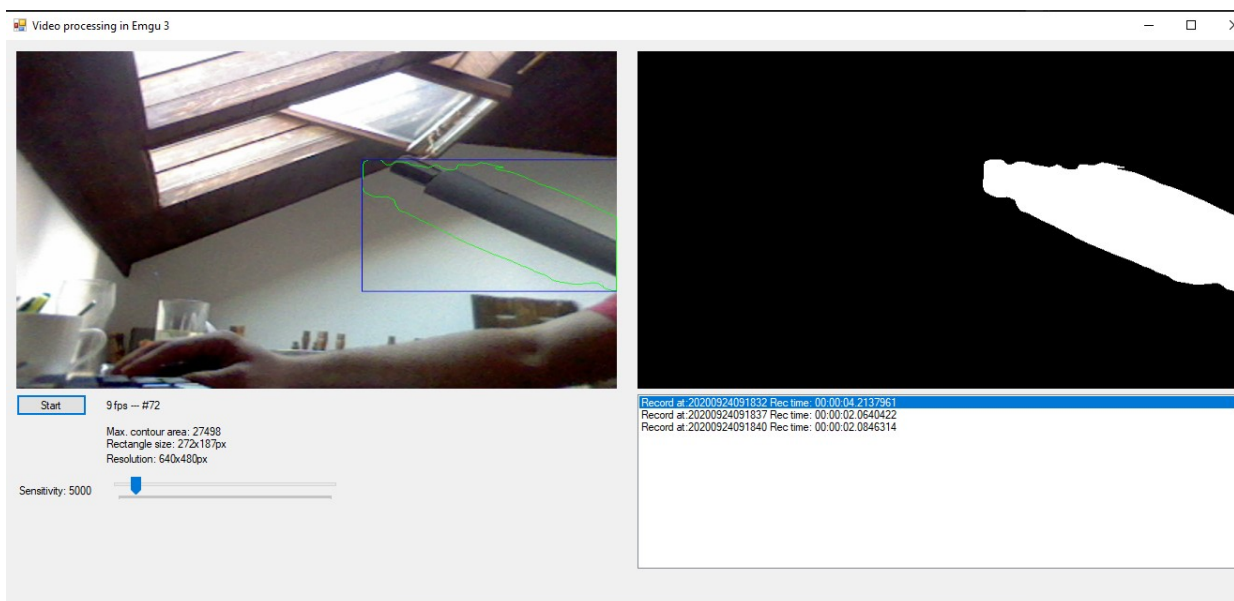 Video processing in Emgu 3
Start
9 fps --- #72
Max. contour area: 27498
Rectangle size: 272x187px
Resolution: 640x480px
Sensitivity: 5000
Record at:20200924091832 Rec time: 00:00:04.2137961
Record at:20200924091837 Rec time: 00:00:02.0640422
Record at:20200924091840 Rec time: 00:00:02.0846314